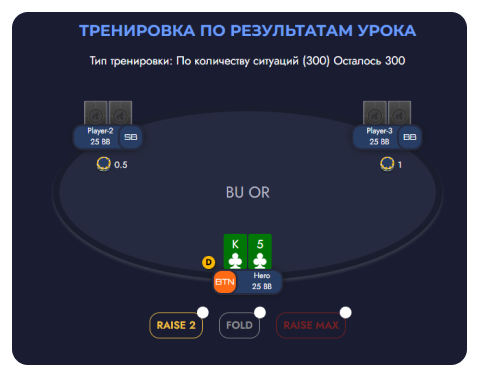 ТРЕНИРОВКА ПО РЕЗУЛЬТАТАМ УРОКА
Тип тренировки: По количеству ситуаций (300) Осталось 300
Player-2
25 BB
SB
Player-3
25 BB
BB
0.5
1
BU OR
K 5
D
BTN
Hero
25 BB
RAISE 2
FOLD
RAISE MAX